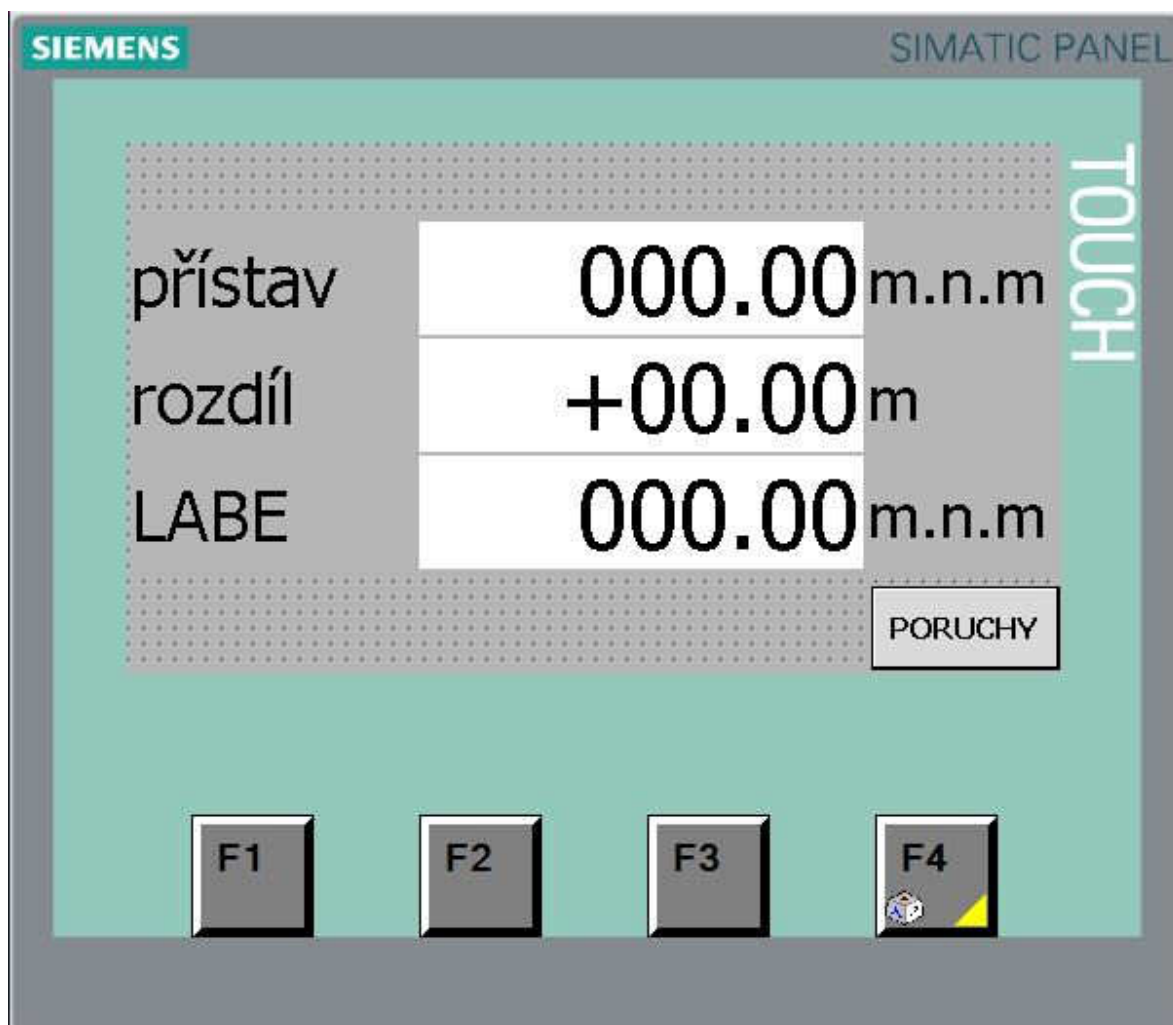 SIEMENS
SIMATIC PANEL
TOUCH
přístav 000.00 m.n.m
rozdíl +00.00 m
LABE 000.00 m.n.m
PORUCHY
F1 F2 F3 F4